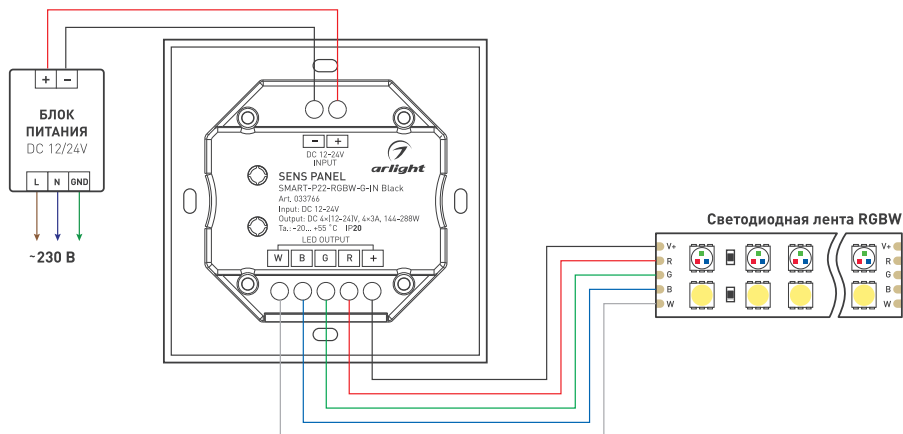 + −
БЛОК
ПИТАНИЯ
DC 12/24V
L N GND
~230 В
− +
DC 12-24V
INPUT
arlight
SENS PANEL
SMART-P22-RGBW-G-IN Black
Art. 033766
Input: DC 12-24V
Output: DC 4×(12-24)V, 4×3A, 144-288W
Ta.: -20... +55 °C IP20
LED OUTPUT
W B G R +
Светодиодная лента RGBW
V+ V+
R R
G G
B B
W W